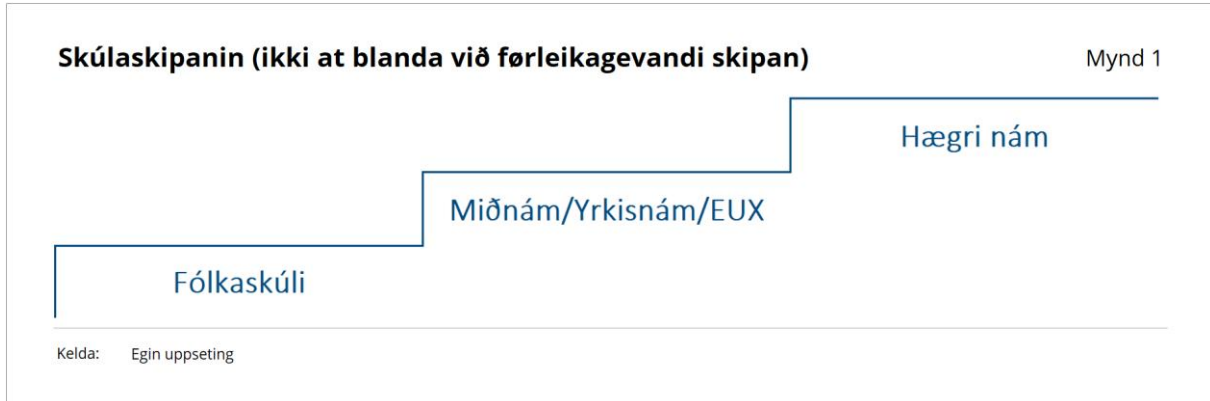 Skúlaskipanin (ikki at blanda við førleikagevandi skipan)
Mynd 1
Hægri nám
Miðnám/Yrkisnám/EUX
Fólkaskúli
Kelda: Egin uppseting